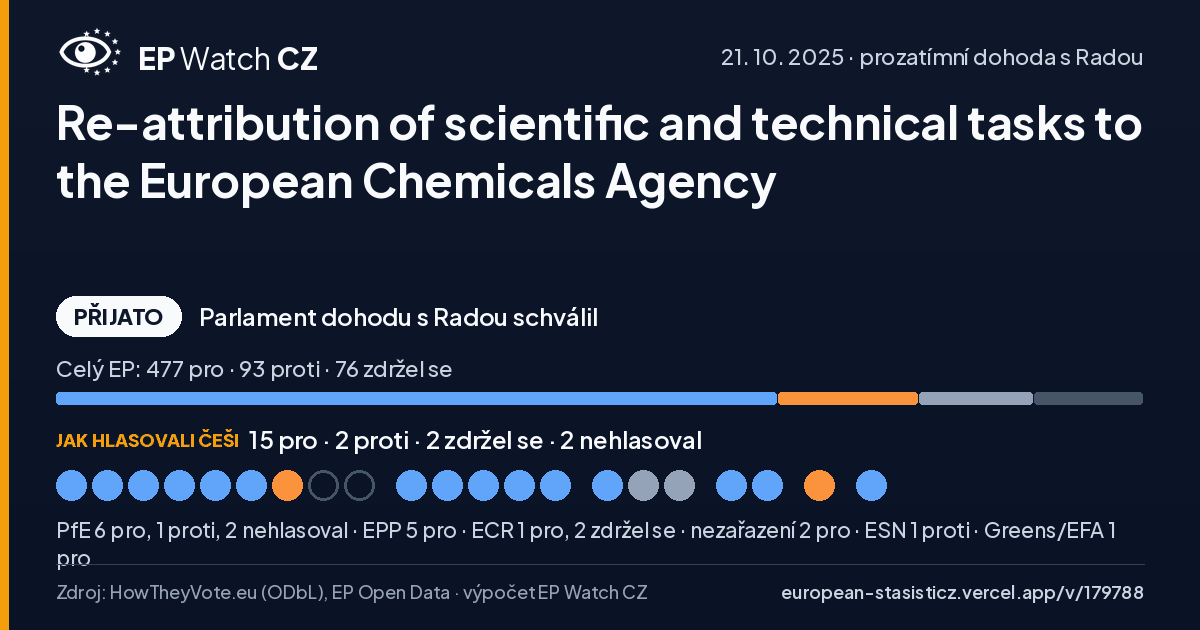 EP Watch CZ
21. 10. 2025 · prozatímní dohoda s Radou
Re-attribution of scientific and technical tasks to
the European Chemicals Agency
PŘIJATO
Parlament dohodu s Radou schválil
Celý EP: 477 pro · 93 proti · 76 zdržel se
JAK HLASOVALI ČEŠI 15 pro · 2 proti · 2 zdržel se · 2 nehlasoval
PfE 6 pro, 1 proti, 2 nehlasoval · EPP 5 pro · ECR 1 pro, 2 zdržel se · nezařazení 2 pro · ESN 1 proti · Greens/EFA 1
pro
Zdroj: HowTheyVote.eu (ODbL), EP Open Data · výpočet EP Watch CZ
european-stasisticz.vercel.app/v/179788